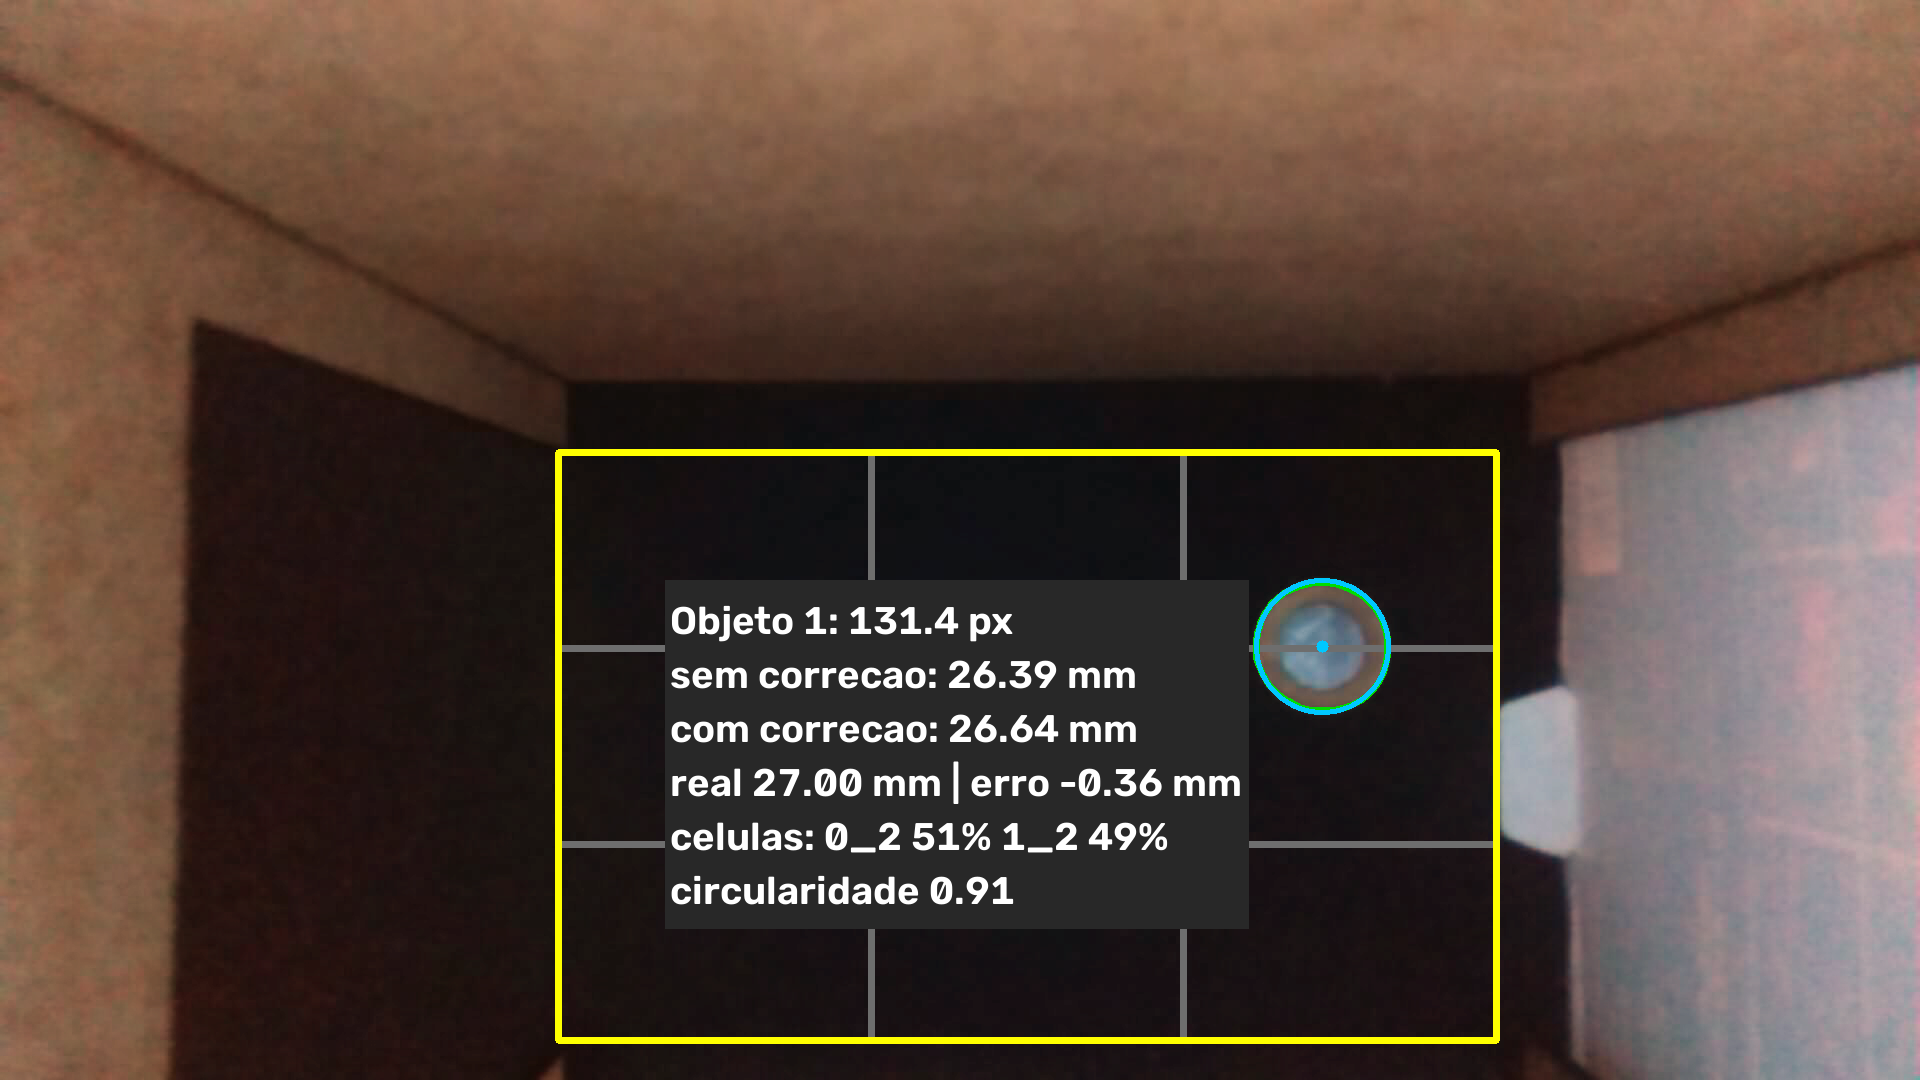 Objeto 1: 131.4 px
sem correcao: 26.39 mm
com correcao: 26.64 mm
real 27.00 mm | erro -0.36 mm
celulas: 0_2 51% 1_2 49%
circularidade 0.91